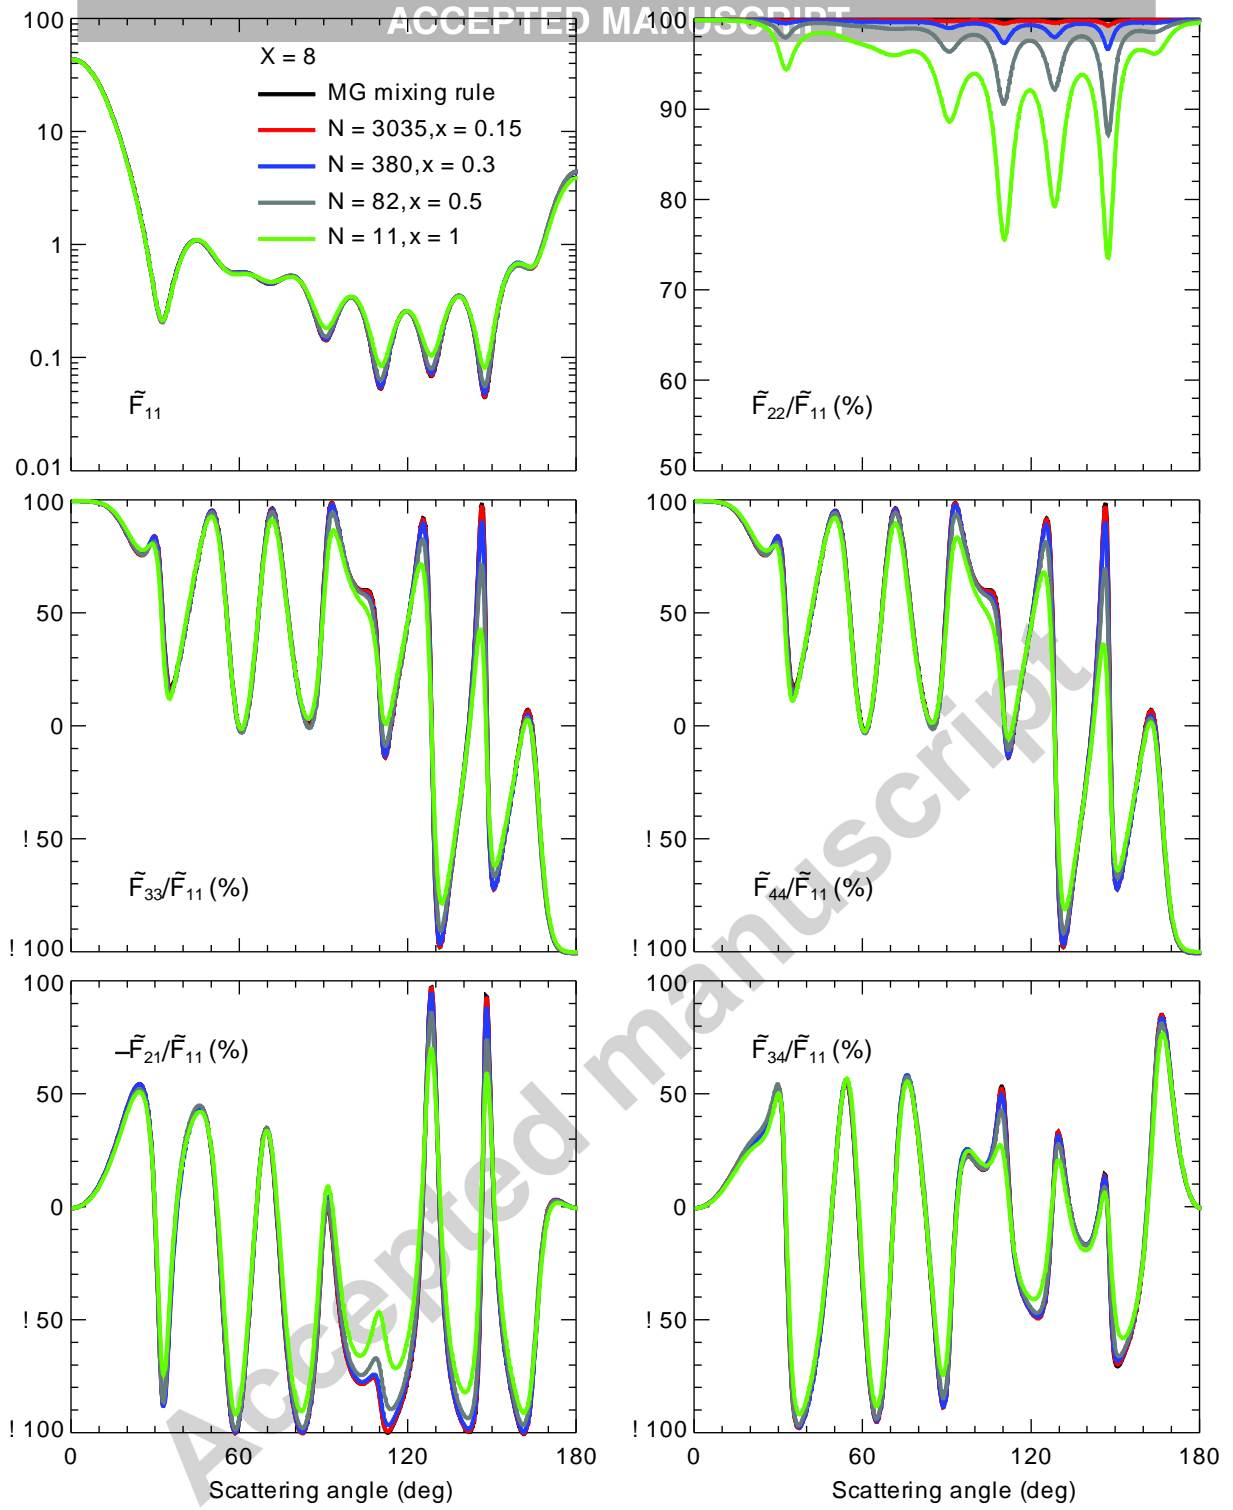 ACCEPTED MANUSCRIPT
100
10
1
0.1
0.01
X = 8
MG mixing rule
N = 3035, x = 0.15
N = 380, x = 0.3
N = 82, x = 0.5
N = 11, x = 1
F̃11
100
90
80
70
60
50
F̃22/F̃11 (%)
100
50
0
! 50
! 100
F̃33/F̃11 (%)
100
50
0
! 50
! 100
F̃44/F̃11 (%)
100
50
0
! 50
! 100
–F̃21/F̃11 (%)
0 60 120 180
Scattering angle (deg)
100
50
0
! 50
! 100
F̃34/F̃11 (%)
0 60 120 180
Scattering angle (deg)
Accepted manuscript